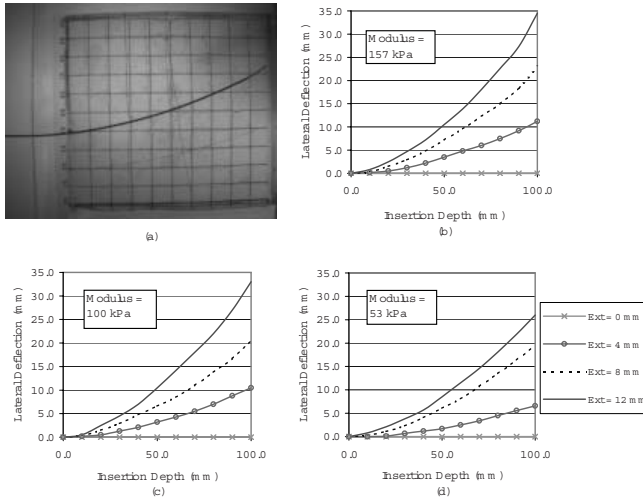 35.0
30.0
25.0
20.0
15.0
10.0
5.0
0.0
Lateral Deflection (mm)
Modulus =
157 kPa
0.0 50.0 100.0
Insertion Depth (mm)
(a)
(b)
35.0
30.0
25.0
20.0
15.0
10.0
5.0
0.0
Lateral Deflection (mm)
Modulus =
100 kPa
0.0 50.0 100.0
Insertion Depth (mm)
(c)
35.0
30.0
25.0
20.0
15.0
10.0
5.0
0.0
Lateral Deflection (mm)
Modulus =
53 kPa
0.0 50.0 100.0
Insertion Depth (mm)
(d)
Ext= 0 mm
Ext= 4 mm
Ext= 8 mm
Ext= 12 mm